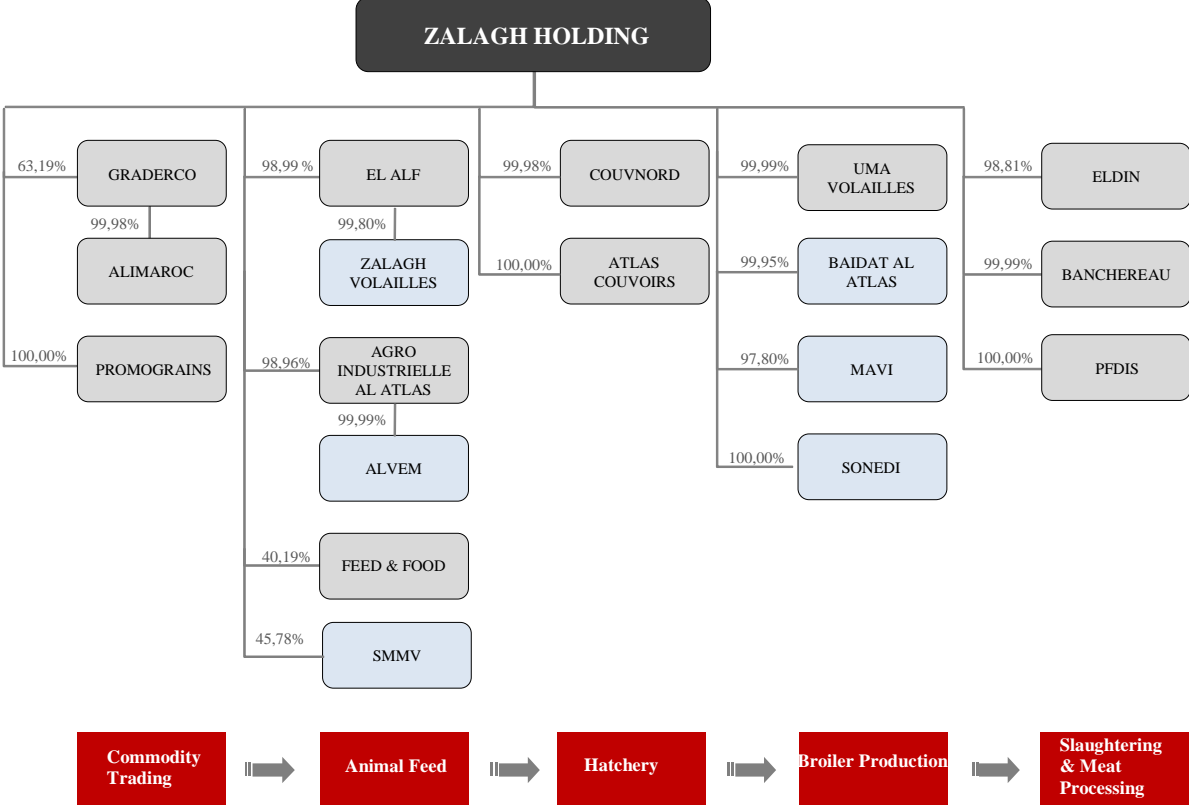 ZALAGH HOLDING
63,19%
GRADERCO
99,98%
ALIMAROC
100,00%
PROMOGRAINS
98,99 %
EL ALF
99,80%
ZALAGH
VOLAILLES
98,96%
AGRO
INDUSTRIELLE
AL ATLAS
99,99%
ALVEM
40,19%
FEED & FOOD
45,78%
SMMV
99,98%
COUVNORD
100,00%
ATLAS
COUVOIRS
99,99%
UMA
VOLAILLES
99,95%
BAIDAT AL
ATLAS
97,80%
MAVI
100,00%
SONEDI
98,81%
ELDIN
99,99%
BANCHEREAU
100,00%
PFDIS
Commodity
Trading
Animal Feed
Hatchery
Broiler Production
Slaughtering
& Meat
Processing